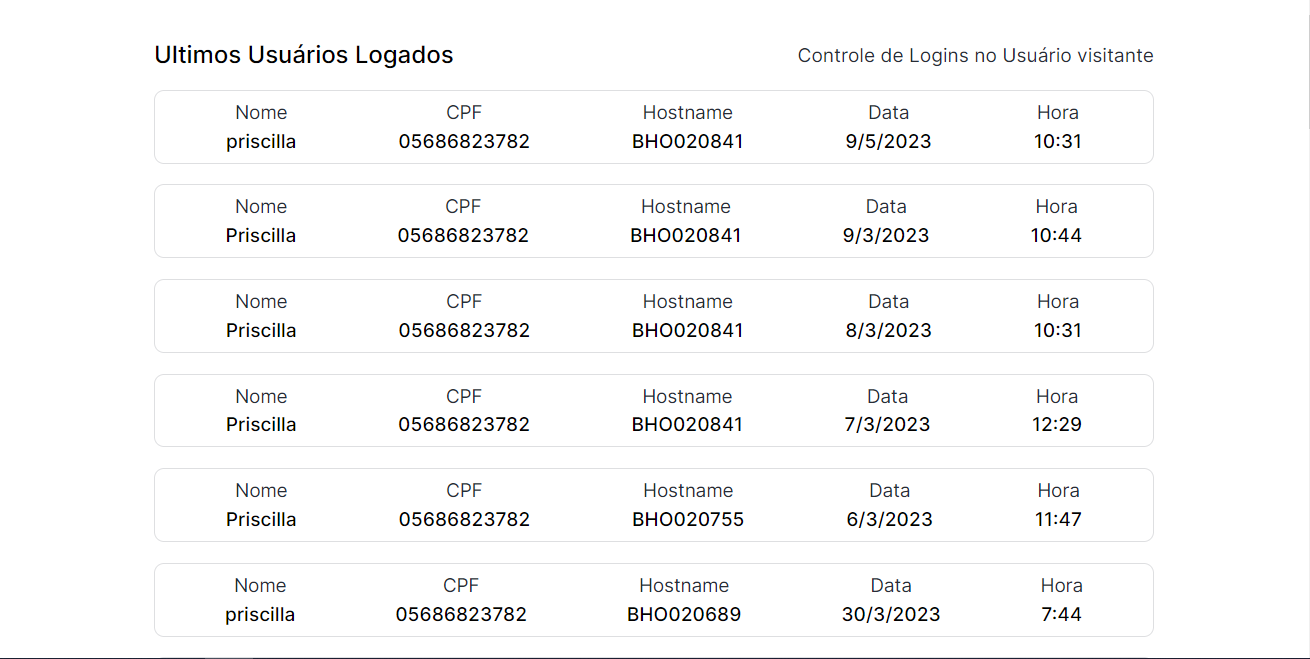 Ultimos Usuários Logados Controle de Logins no Usuário visitante
Nome CPF Hostname Data Hora
priscilla 05686823782 BHO020841 9/5/2023 10:31
Nome CPF Hostname Data Hora
Priscilla 05686823782 BHO020841 9/3/2023 10:44
Nome CPF Hostname Data Hora
Priscilla 05686823782 BHO020841 8/3/2023 10:31
Nome CPF Hostname Data Hora
Priscilla 05686823782 BHO020841 7/3/2023 12:29
Nome CPF Hostname Data Hora
Priscilla 05686823782 BHO020755 6/3/2023 11:47
Nome CPF Hostname Data Hora
priscilla 05686823782 BHO020689 30/3/2023 7:44